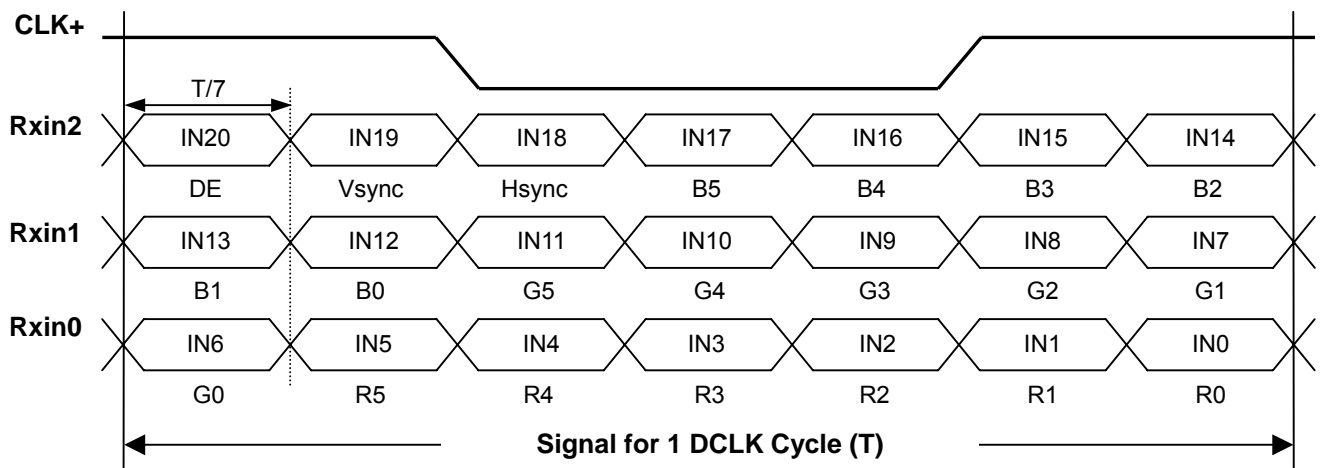 CLK+
T/7
Rxin2 IN20 IN19 IN18 IN17 IN16 IN15 IN14
DE Vsync Hsync B5 B4 B3 B2
Rxin1 IN13 IN12 IN11 IN10 IN9 IN8 IN7
B1 B0 G5 G4 G3 G2 G1
Rxin0 IN6 IN5 IN4 IN3 IN2 IN1 IN0
G0 R5 R4 R3 R2 R1 R0
Signal for 1 DCLK Cycle (T)